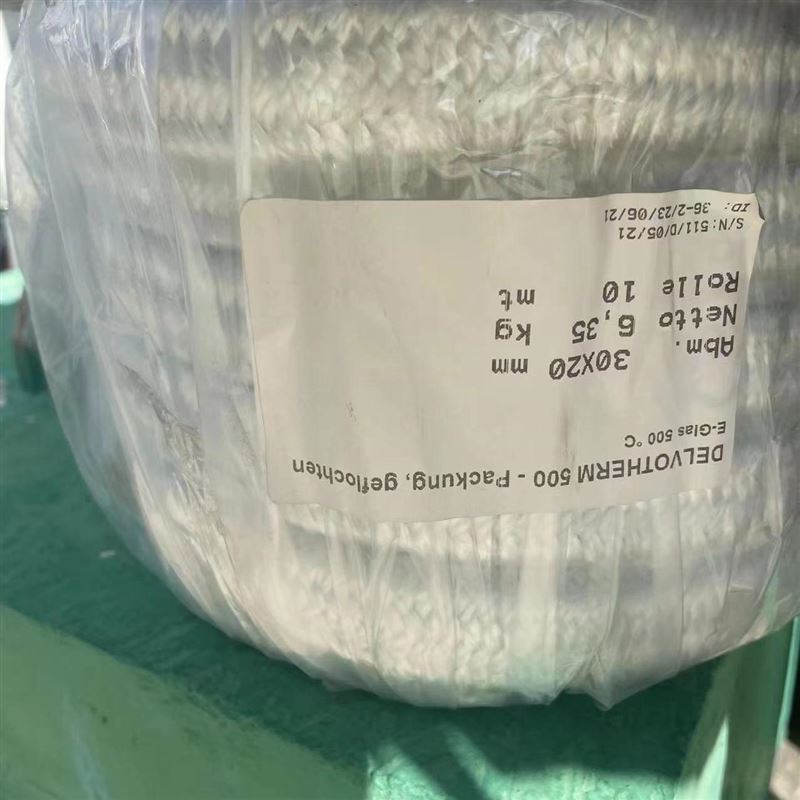 DELVOTHERM 500 - Packung, geflochten
E-Glas 500 °C
Abm. 30X20 mm
Netto 6,35 kg
Rolle 10 mt
S/N: 511/D/05/21
ID: 36-2/23/06/21